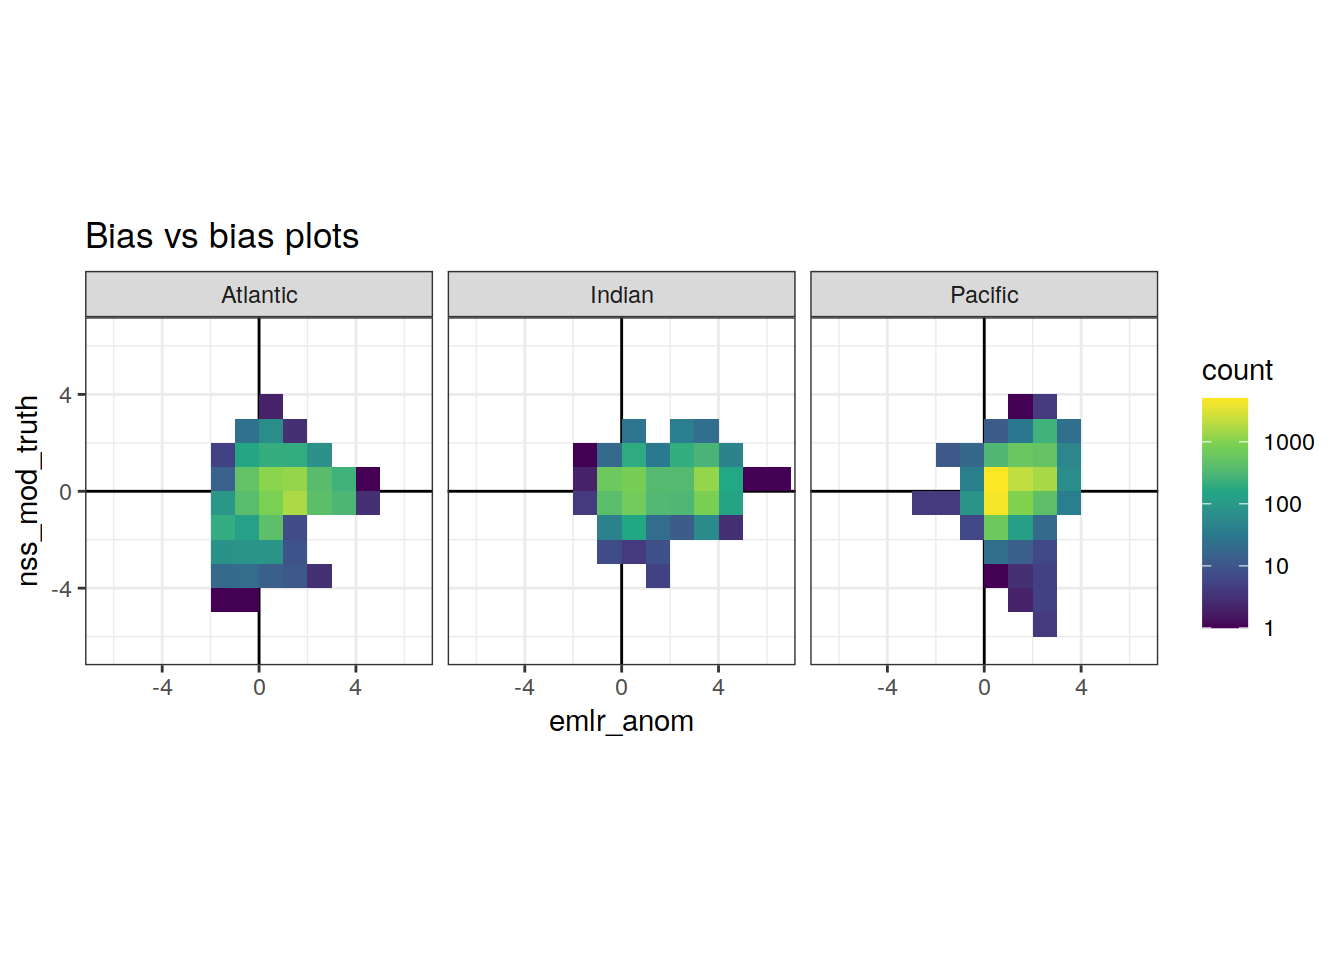 Bias vs bias plots
Atlantic
Indian
Pacific
nss_mod_truth
4
0
-4
-4
0
4
-4
0
4
-4
0
4
emlr_anom
count
1000
100
10
1